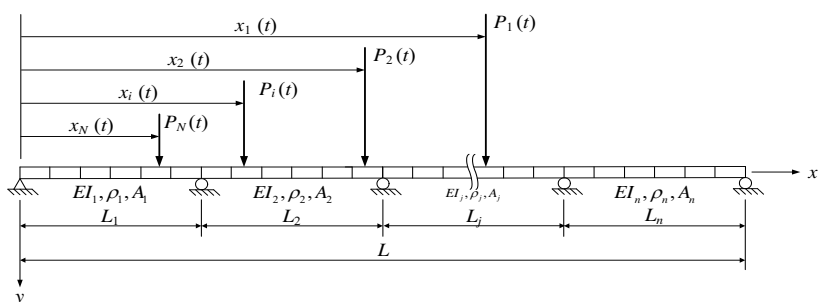 x₁ (t)
P₁(t)
x₂ (t)
P₂(t)
xᵢ (t)
Pᵢ(t)
x_N (t)
P_N(t)
x
EI₁, ρ₁, A₁
EI₂, ρ₂, A₂
EIⱼ, ρⱼ, Aⱼ
EIₙ, ρₙ, Aₙ
L₁
L₂
Lⱼ
Lₙ
L
y